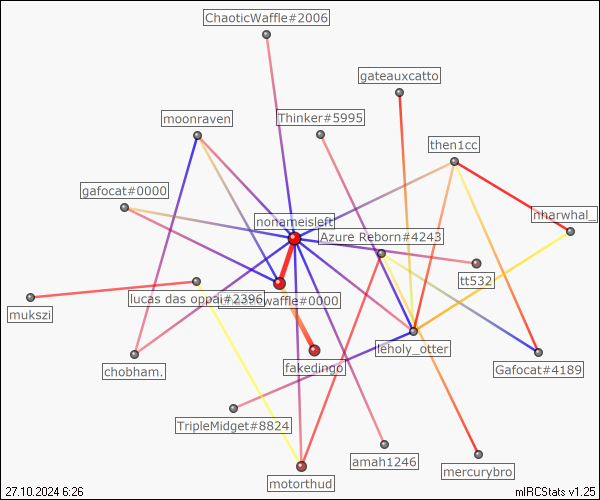 ChaoticWaffle#2006
gateauxcatto
moonraven
Thinker#5995
then1cc
gafocat#0000
nonameisleft
nharwhal_
Azure Reborn#4243
tt532
lucas das oppai#2396
waffle#0000
mukszi
leholy_otter
chobham.
fakedingo
Gafocat#4189
TripleMidget#8824
amah1246
mercurybro
motorthud
27.10.2024 6:26
mIRCStats v1.25